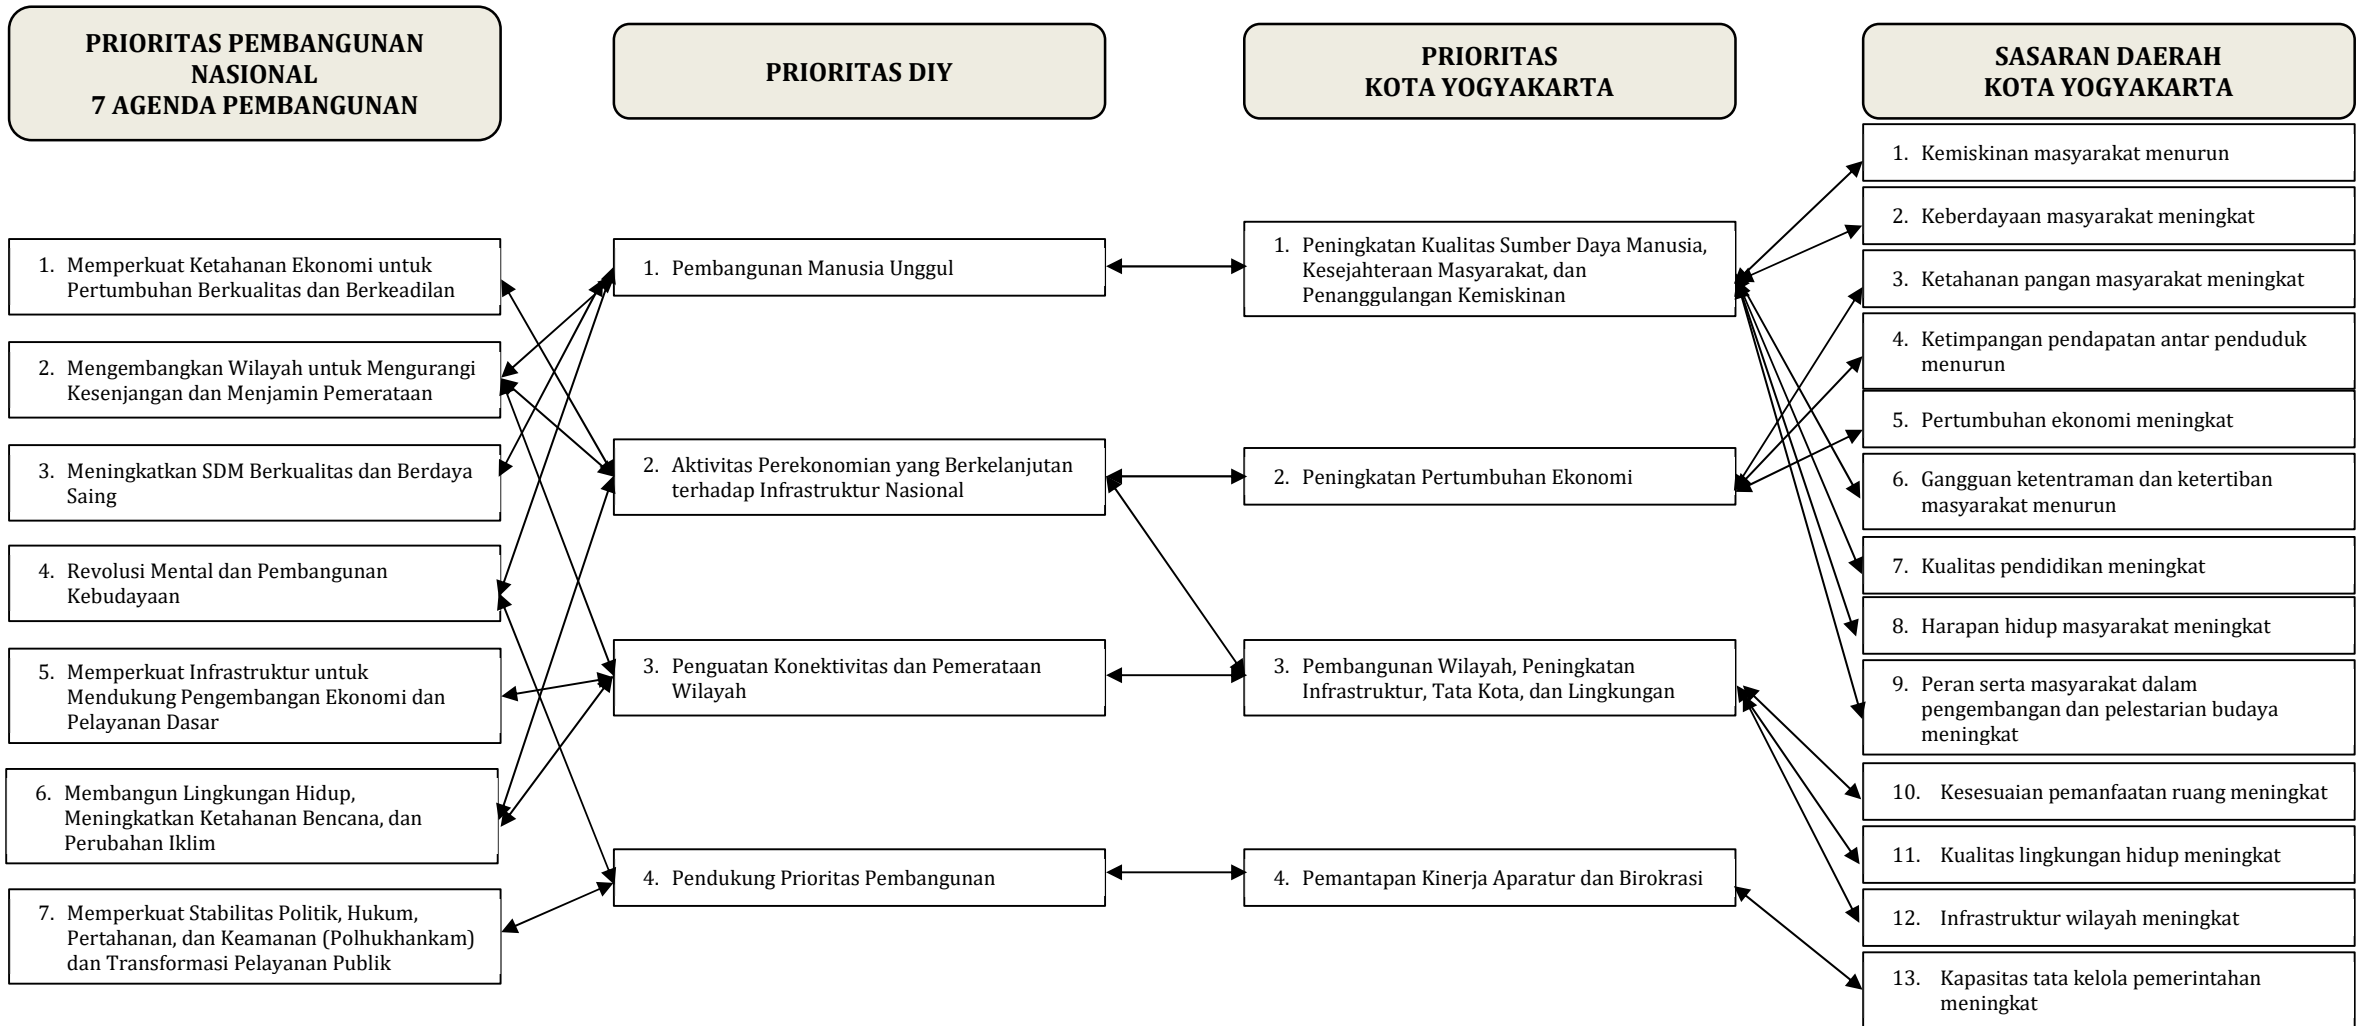 PRIORITAS PEMBANGUNAN
NASIONAL
7 AGENDA PEMBANGUNAN
1. Memperkuat Ketahanan Ekonomi untuk
Pertumbuhan Berkualitas dan Berkeadilan
2. Mengembangkan Wilayah untuk Mengurangi
Kesenjangan dan Menjamin Pemerataan
3. Meningkatkan SDM Berkualitas dan Berdaya
Saing
4. Revolusi Mental dan Pembangunan
Kebudayaan
5. Memperkuat Infrastruktur untuk
Mendukung Pengembangan Ekonomi dan
Pelayanan Dasar
6. Membangun Lingkungan Hidup,
Meningkatkan Ketahanan Bencana, dan
Perubahan Iklim
7. Memperkuat Stabilitas Politik, Hukum,
Pertahanan, dan Keamanan (Polhukhankam)
dan Transformasi Pelayanan Publik
PRIORITAS DIY
1. Pembangunan Manusia Unggul
2. Aktivitas Perekonomian yang Berkelanjutan
terhadap Infrastruktur Nasional
3. Penguatan Konektivitas dan Pemerataan
Wilayah
4. Pendukung Prioritas Pembangunan
PRIORITAS
KOTA YOGYAKARTA
1. Peningkatan Kualitas Sumber Daya Manusia,
Kesejahteraan Masyarakat, dan
Penanggulangan Kemiskinan
2. Peningkatan Pertumbuhan Ekonomi
3. Pembangunan Wilayah, Peningkatan
Infrastruktur, Tata Kota, dan Lingkungan
4. Pemantapan Kinerja Aparatur dan Birokrasi
SASARAN DAERAH
KOTA YOGYAKARTA
1. Kemiskinan masyarakat menurun
2. Keberdayaan masyarakat meningkat
3. Ketahanan pangan masyarakat meningkat
4. Ketimpangan pendapatan antar penduduk
menurun
5. Pertumbuhan ekonomi meningkat
6. Gangguan ketentraman dan ketertiban
masyarakat menurun
7. Kualitas pendidikan meningkat
8. Harapan hidup masyarakat meningkat
9. Peran serta masyarakat dalam
pengembangan dan pelestarian budaya
meningkat
10. Kesesuaian pemanfaatan ruang meningkat
11. Kualitas lingkungan hidup meningkat
12. Infrastruktur wilayah meningkat
13. Kapasitas tata kelola pemerintahan
meningkat